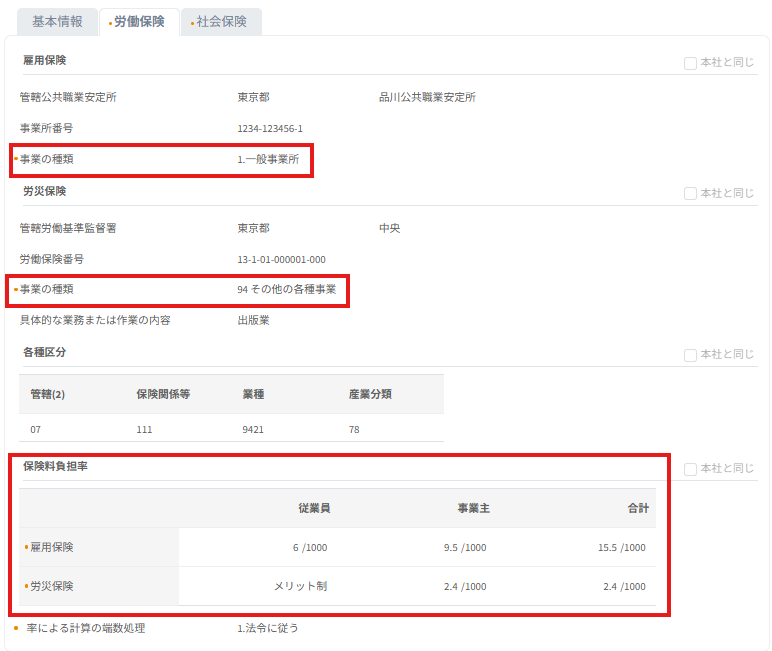 基本情報 労働保険 社会保険
雇用保険 本社と同じ
管轄公共職業安定所 東京都 品川公共職業安定所
事業所番号 1234-123456-1
事業の種類 1.一般事業所
労災保険 本社と同じ
管轄労働基準監督署 東京都 中央
労働保険番号 13-1-01-000001-000
事業の種類 94 その他の各種事業
具体的な業務または作業の内容 出版業
各種区分 本社と同じ
管轄(2) 保険関係等 業種 産業分類
07 111 9421 78
保険料負担率 本社と同じ
従業員 事業主 合計
雇用保険 6 /1000 9.5 /1000 15.5 /1000
労災保険 メリット制 2.4 /1000 2.4 /1000
率による計算の端数処理 1.法令に従う